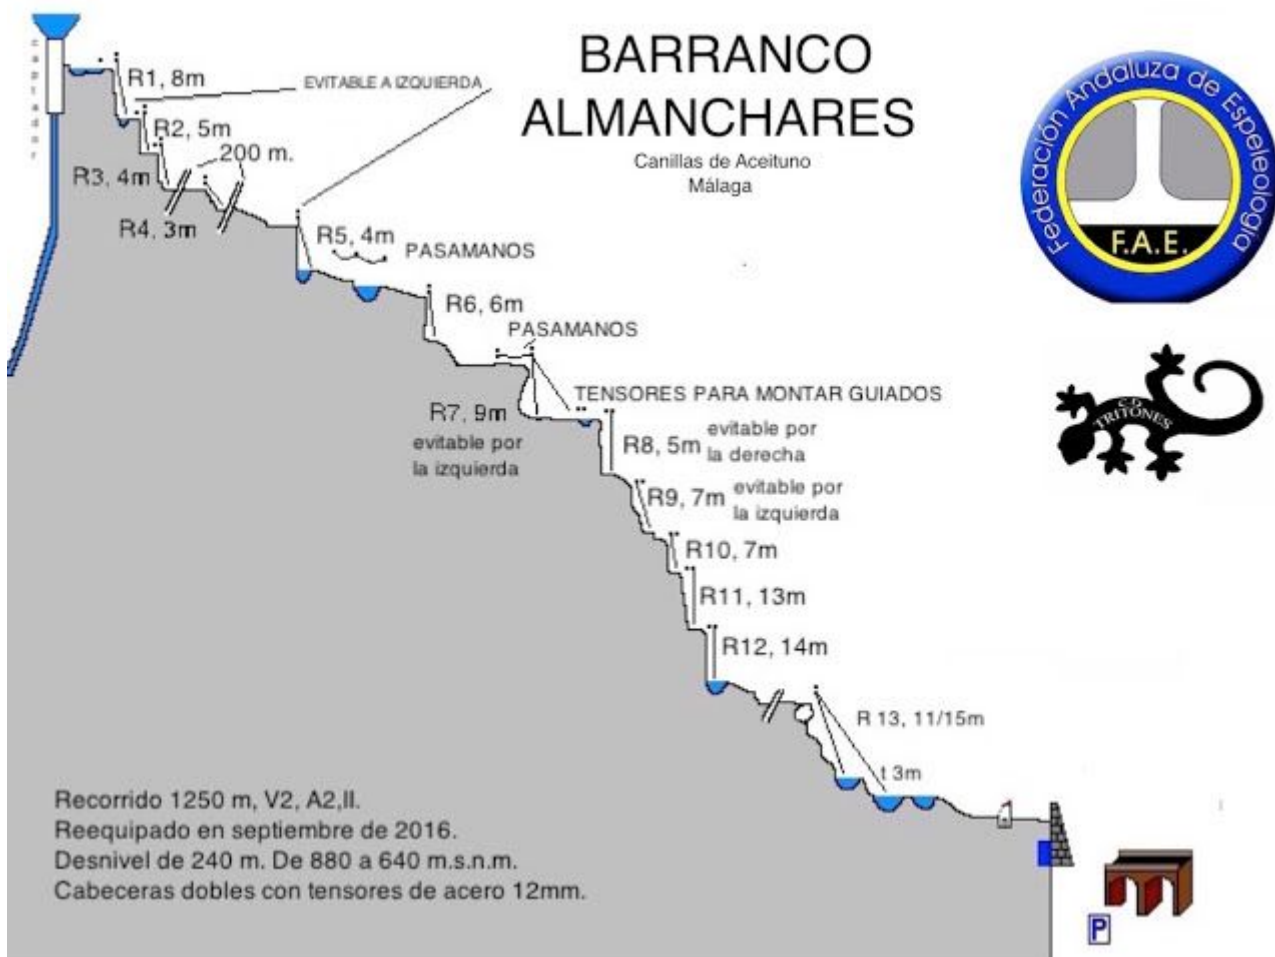 BARRANCO
ALMANCHARES
Canillas de Aceituno
Málaga
Federación Andaluza de Espeleologia
F.A.E.
C.D.
TRITONES
captador
R1, 8m
EVITABLE A IZQUIERDA
R2, 5m
200 m.
R3, 4m
R4, 3m
R5, 4m
PASAMANOS
R6, 6m
PASAMANOS
TENSORES PARA MONTAR GUIADOS
R7, 9m
evitable por
la izquierda
R8, 5m
evitable por
la derecha
R9, 7m
evitable por
la izquierda
R10, 7m
R11, 13m
R12, 14m
R 13, 11/15m
t 3m
Recorrido 1250 m, V2, A2,II.
Reequipado en septiembre de 2016.
Desnivel de 240 m. De 880 a 640 m.s.n.m.
Cabeceras dobles con tensores de acero 12mm.
P